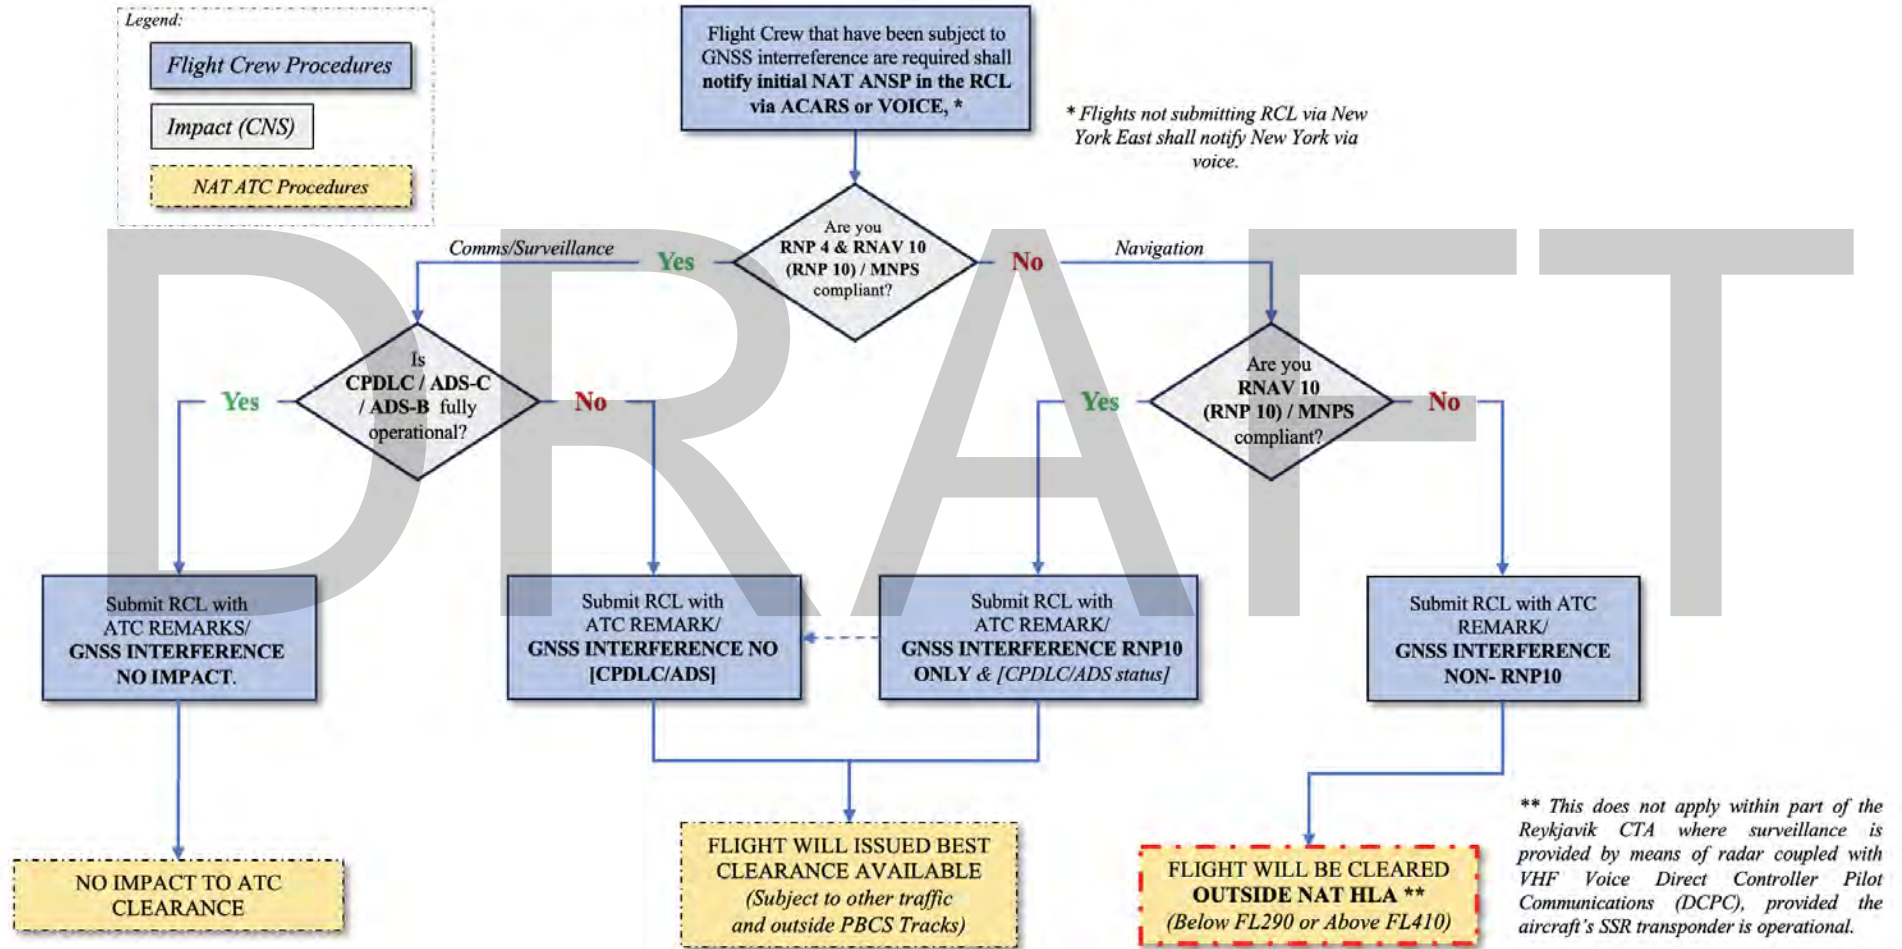 Legend:
Flight Crew Procedures
Impact (CNS)
NAT ATC Procedures
Flight Crew that have been subject to
GNSS interreference are required shall
notify initial NAT ANSP in the RCL
via ACARS or VOICE, *
* Flights not submitting RCL via New
York East shall notify New York via
voice.
Are you
RNP 4 & RNAV 10
(RNP 10) / MNPS
compliant?
Comms/Surveillance
Yes
No
Navigation
Is
CPDLC / ADS-C
/ ADS-B fully
operational?
Yes
No
Are you
RNAV 10
(RNP 10) / MNPS
compliant?
Yes
No
DRAFT
Submit RCL with
ATC REMARKS/
GNSS INTERFERENCE
NO IMPACT.
Submit RCL with
ATC REMARK/
GNSS INTERFERENCE NO
[CPDLC/ADS]
Submit RCL with
ATC REMARK/
GNSS INTERFERENCE RNP10
ONLY & [CPDLC/ADS status]
Submit RCL with ATC
REMARK/
GNSS INTERFERENCE
NON- RNP10
NO IMPACT TO ATC
CLEARANCE
FLIGHT WILL ISSUED BEST
CLEARANCE AVAILABLE
(Subject to other traffic
and outside PBCS Tracks)
FLIGHT WILL BE CLEARED
OUTSIDE NAT HLA **
(Below FL290 or Above FL410)
** This does not apply within part of the
Reykjavik CTA where surveillance is
provided by means of radar coupled with
VHF Voice Direct Controller Pilot
Communications (DCPC), provided the
aircraft's SSR transponder is operational.